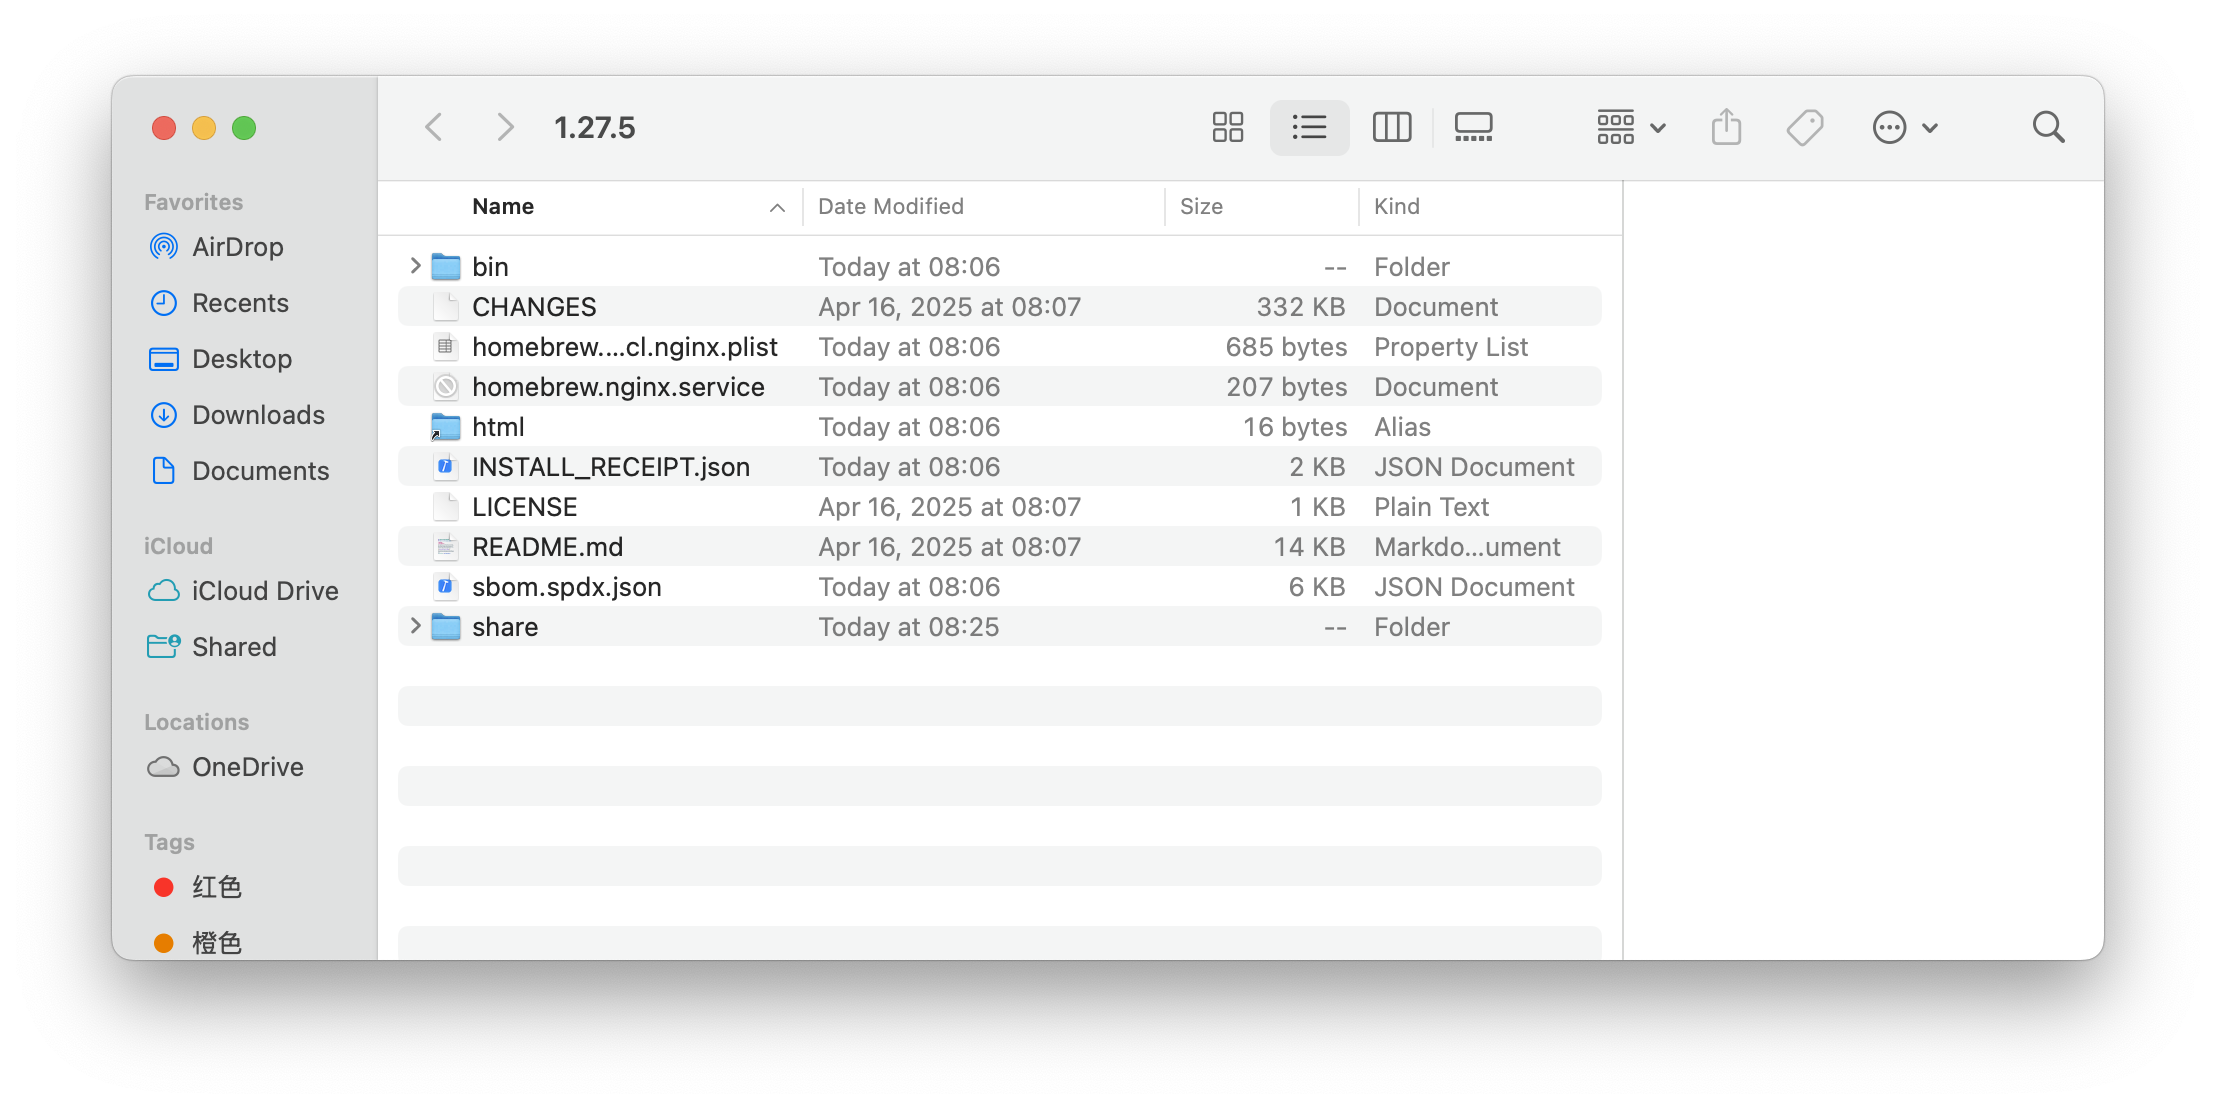 1.27.5
Favorites
AirDrop
Recents
Desktop
Downloads
Documents
iCloud
iCloud Drive
Shared
Locations
OneDrive
Tags
红色
橙色
Name Date Modified Size Kind
bin Today at 08:06 -- Folder
CHANGES Apr 16, 2025 at 08:07 332 KB Document
homebrew....cl.nginx.plist Today at 08:06 685 bytes Property List
homebrew.nginx.service Today at 08:06 207 bytes Document
html Today at 08:06 16 bytes Alias
INSTALL_RECEIPT.json Today at 08:06 2 KB JSON Document
LICENSE Apr 16, 2025 at 08:07 1 KB Plain Text
README.md Apr 16, 2025 at 08:07 14 KB Markdo...ument
sbom.spdx.json Today at 08:06 6 KB JSON Document
share Today at 08:25 -- Folder